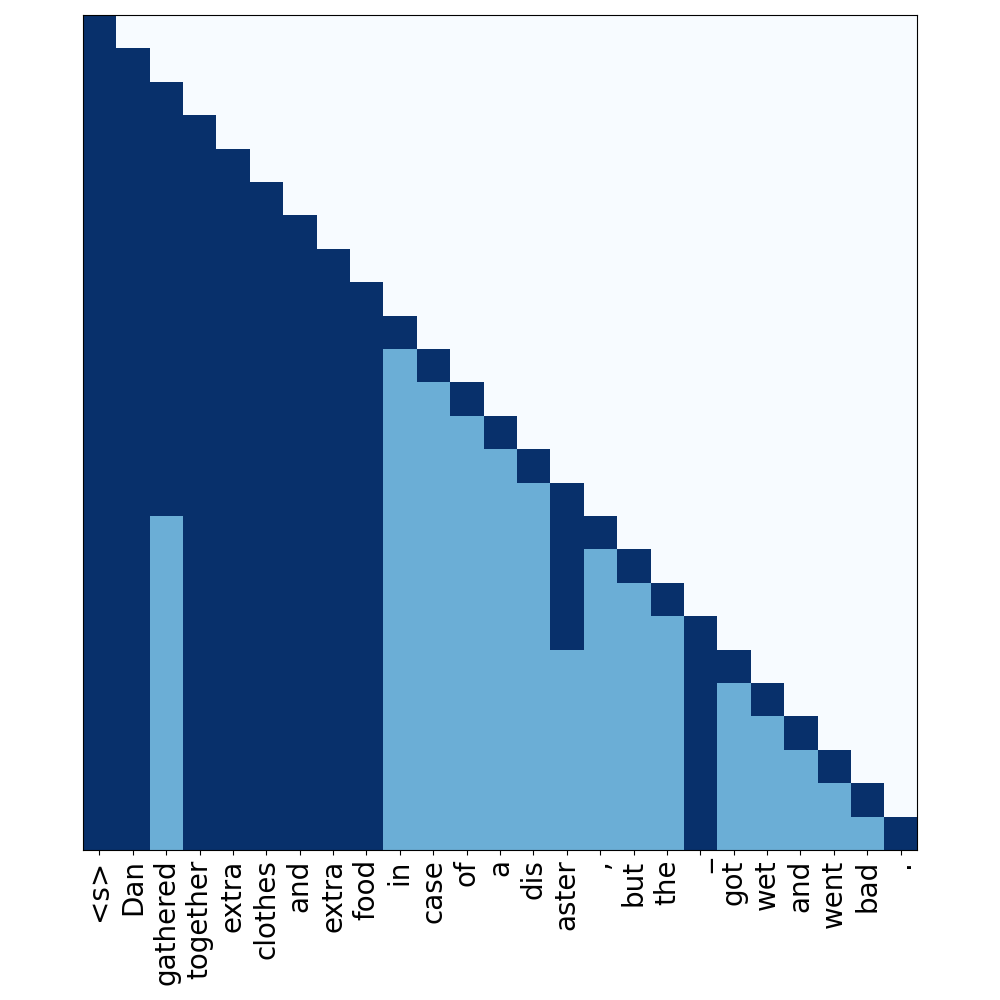 <s> Dan gathered together extra clothes and extra food in case of a dis aster , but the _ got wet and went bad .